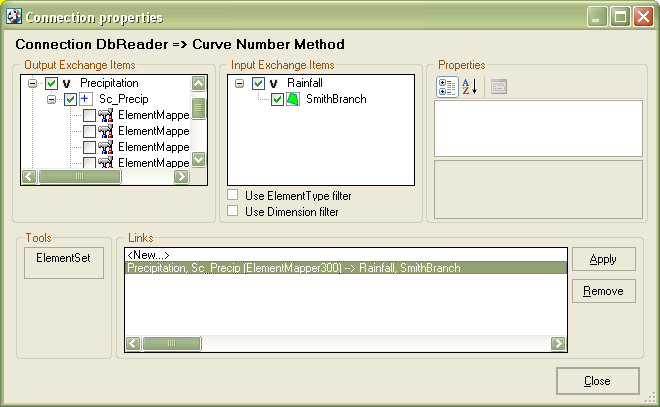 Connection properties
Connection DbReader => Curve Number Method
Output Exchange Items
Input Exchange Items
Properties
Precipitation
Sc_Precip
ElementMappe
ElementMappe
ElementMappe
ElementMappe
Rainfall
SmithBranch
Use ElementType filter
Use Dimension filter
A
Z
Tools
ElementSet
Links
<New...>
Precipitation, Sc_Precip [ElementMapper300] --> Rainfall, SmithBranch
Apply
Remove
Close